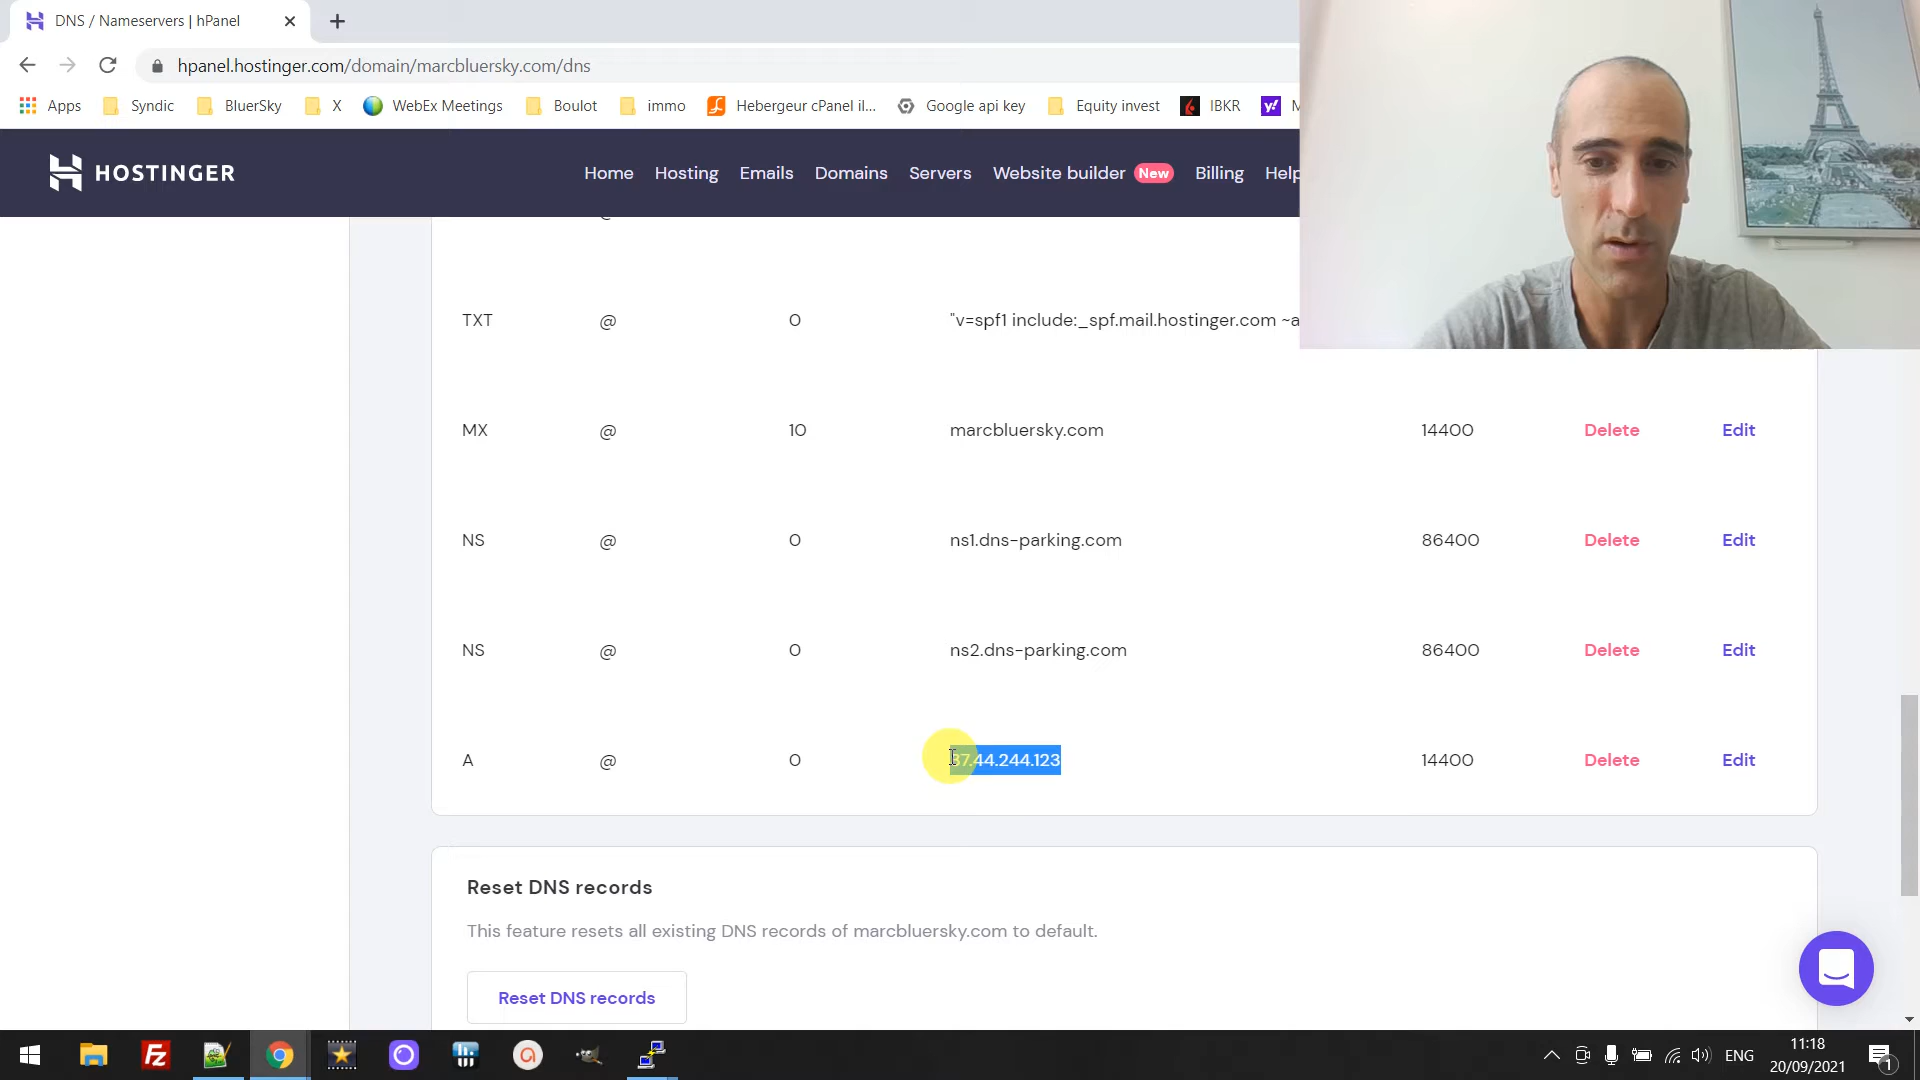 DNS / Nameservers | hPanel
hpanel.hostinger.com/domain/marcbluersky.com/dns
Apps Syndic BluerSky X WebEx Meetings Boulot immo Hebergeur cPanel il... Google api key Equity invest IBKR M
HOSTINGER Home Hosting Emails Domains Servers Website builder New Billing Help
TXT @ 0 "v=spf1 include:_spf.mail.hostinger.com ~a
MX @ 10 marcbluersky.com 14400 Delete Edit
NS @ 0 ns1.dns-parking.com 86400 Delete Edit
NS @ 0 ns2.dns-parking.com 86400 Delete Edit
A @ 0 37.44.244.123 14400 Delete Edit
Reset DNS records
This feature resets all existing DNS records of marcbluersky.com to default.
Reset DNS records
ENG 11:18
20/09/2021 1